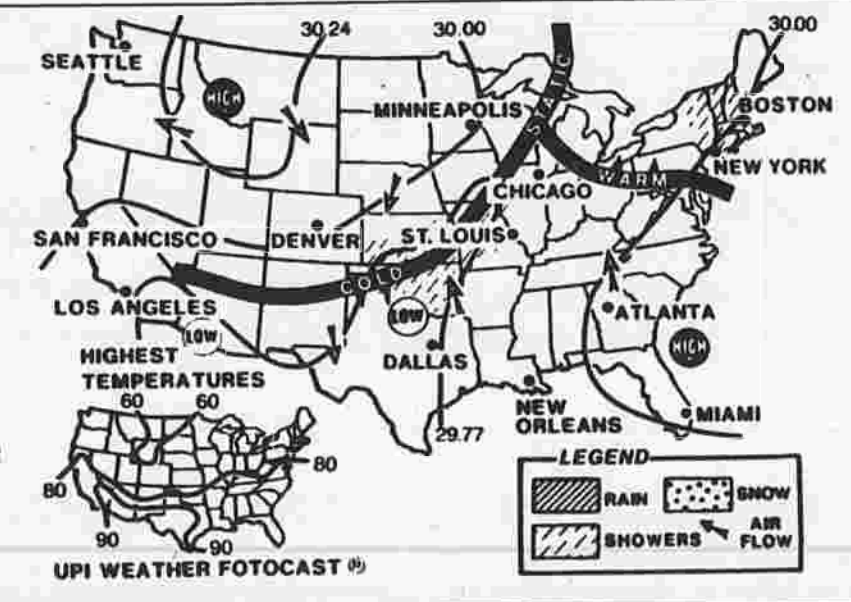 30.24
30.00
30.00
SEATTLE
HIGH
STATIC
MINNEAPOLIS
BOSTON
NEW YORK
CHICAGO
WARM
SAN FRANCISCO
DENVER
ST. LOUIS
COLD
LOS ANGELES
LOW
LOW
ATLANTA
HIGH
HIGHEST
TEMPERATURES
DALLAS
60
60
NEW
ORLEANS
MIAMI
29.77
80
80
90
90
LEGEND
RAIN
SNOW
SHOWERS
AIR
FLOW
UPI WEATHER FOTOCAST ®